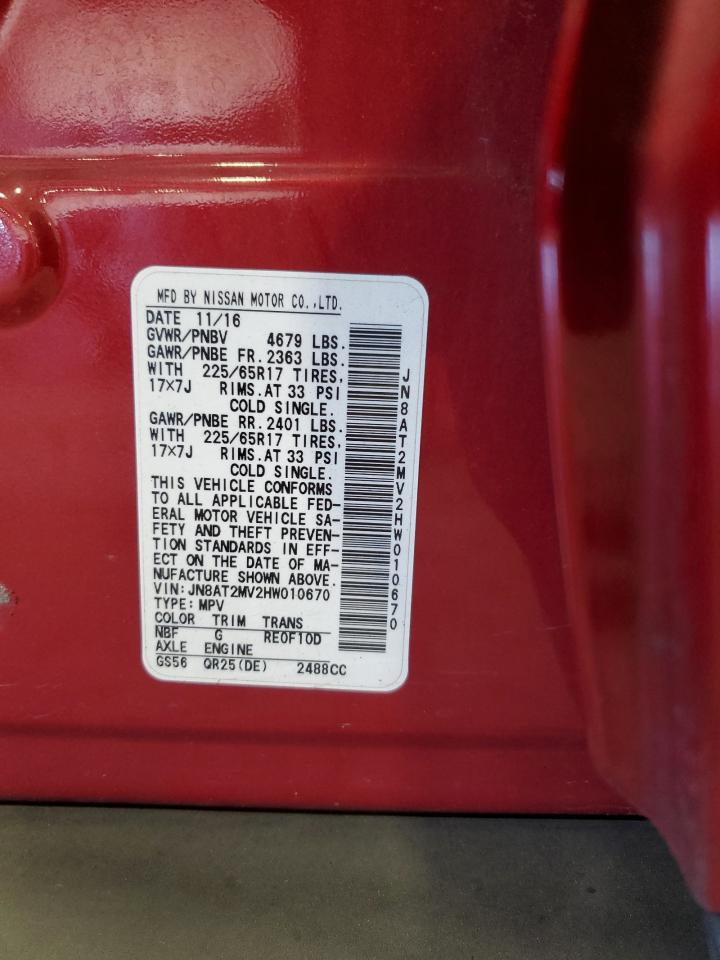 MFD BY NISSAN MOTOR CO.,LTD.
DATE 11/16
GVWR/PNBV 4679 LBS.
GAWR/PNBE FR. 2363 LBS.
WITH 225/65R17 TIRES,
17×7J RIMS.AT 33 PSI
COLD SINGLE.
GAWR/PNBE RR. 2401 LBS.
WITH 225/65R17 TIRES,
17×7J RIMS.AT 33 PSI
COLD SINGLE.
THIS VEHICLE CONFORMS
TO ALL APPLICABLE FED-
ERAL MOTOR VEHICLE SA-
FETY AND THEFT PREVEN-
TION STANDARDS IN EFF-
ECT ON THE DATE OF MA-
NUFACTURE SHOWN ABOVE.
VIN:JN8AT2MV2HW010670
TYPE:MPV
COLOR TRIM TRANS
NBF G RE0F10D
AXLE ENGINE
GS56 QR25(DE) 2488CC
JN8AT2MV2HW010670